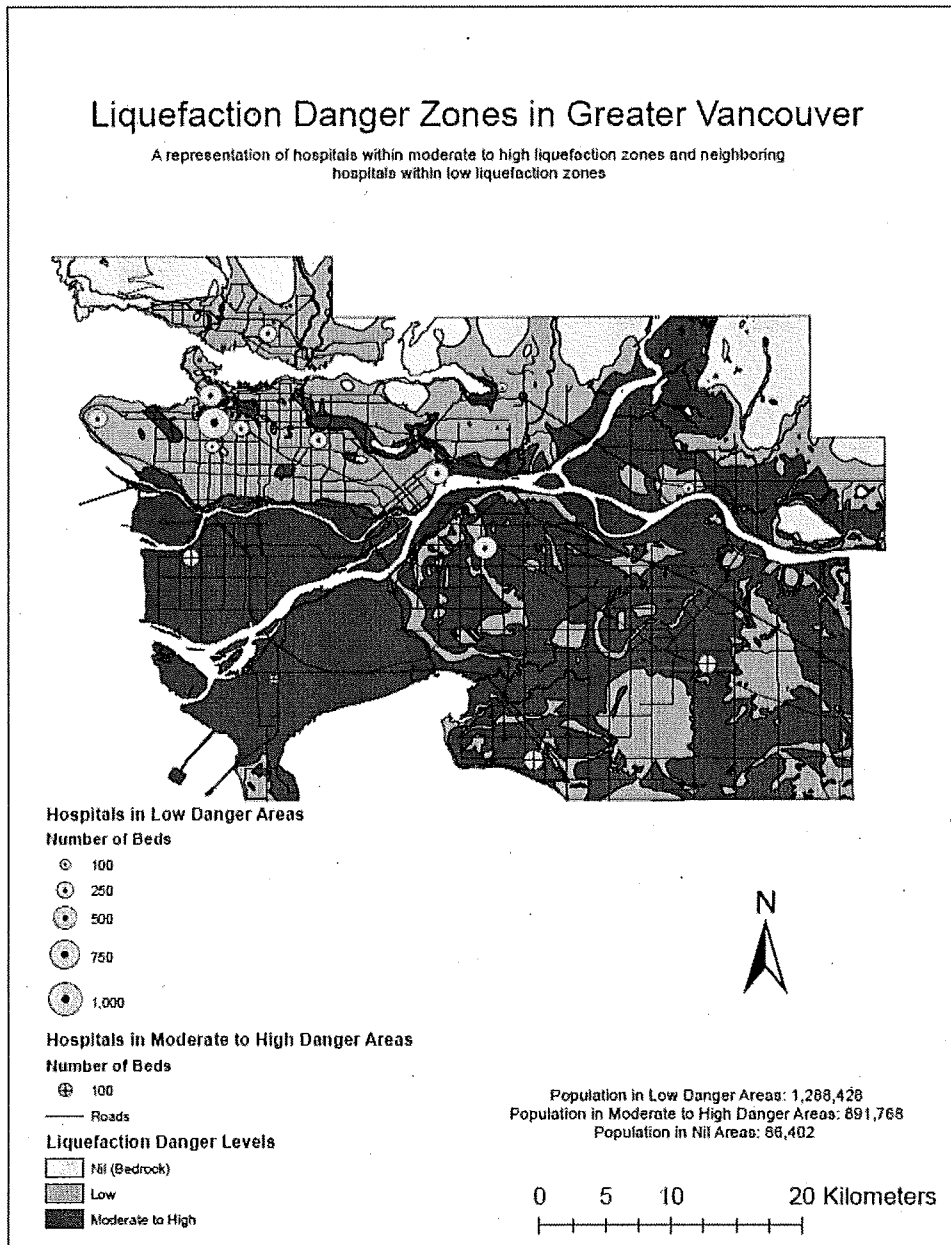 Liquefaction Danger Zones in Greater Vancouver
A representation of hospitals within moderate to high liquefaction zones and neighboring
hospitals within low liquefaction zones
Hospitals in Low Danger Areas
Number of Beds
100
250
500
750
1,000
Hospitals in Moderate to High Danger Areas
Number of Beds
100
Roads
Liquefaction Danger Levels
Nil (Bedrock)
Low
Moderate to High
N
Population in Low Danger Areas: 1,288,428
Population in Moderate to High Danger Areas: 891,768
Population in Nil Areas: 86,402
0 5 10 20 Kilometers